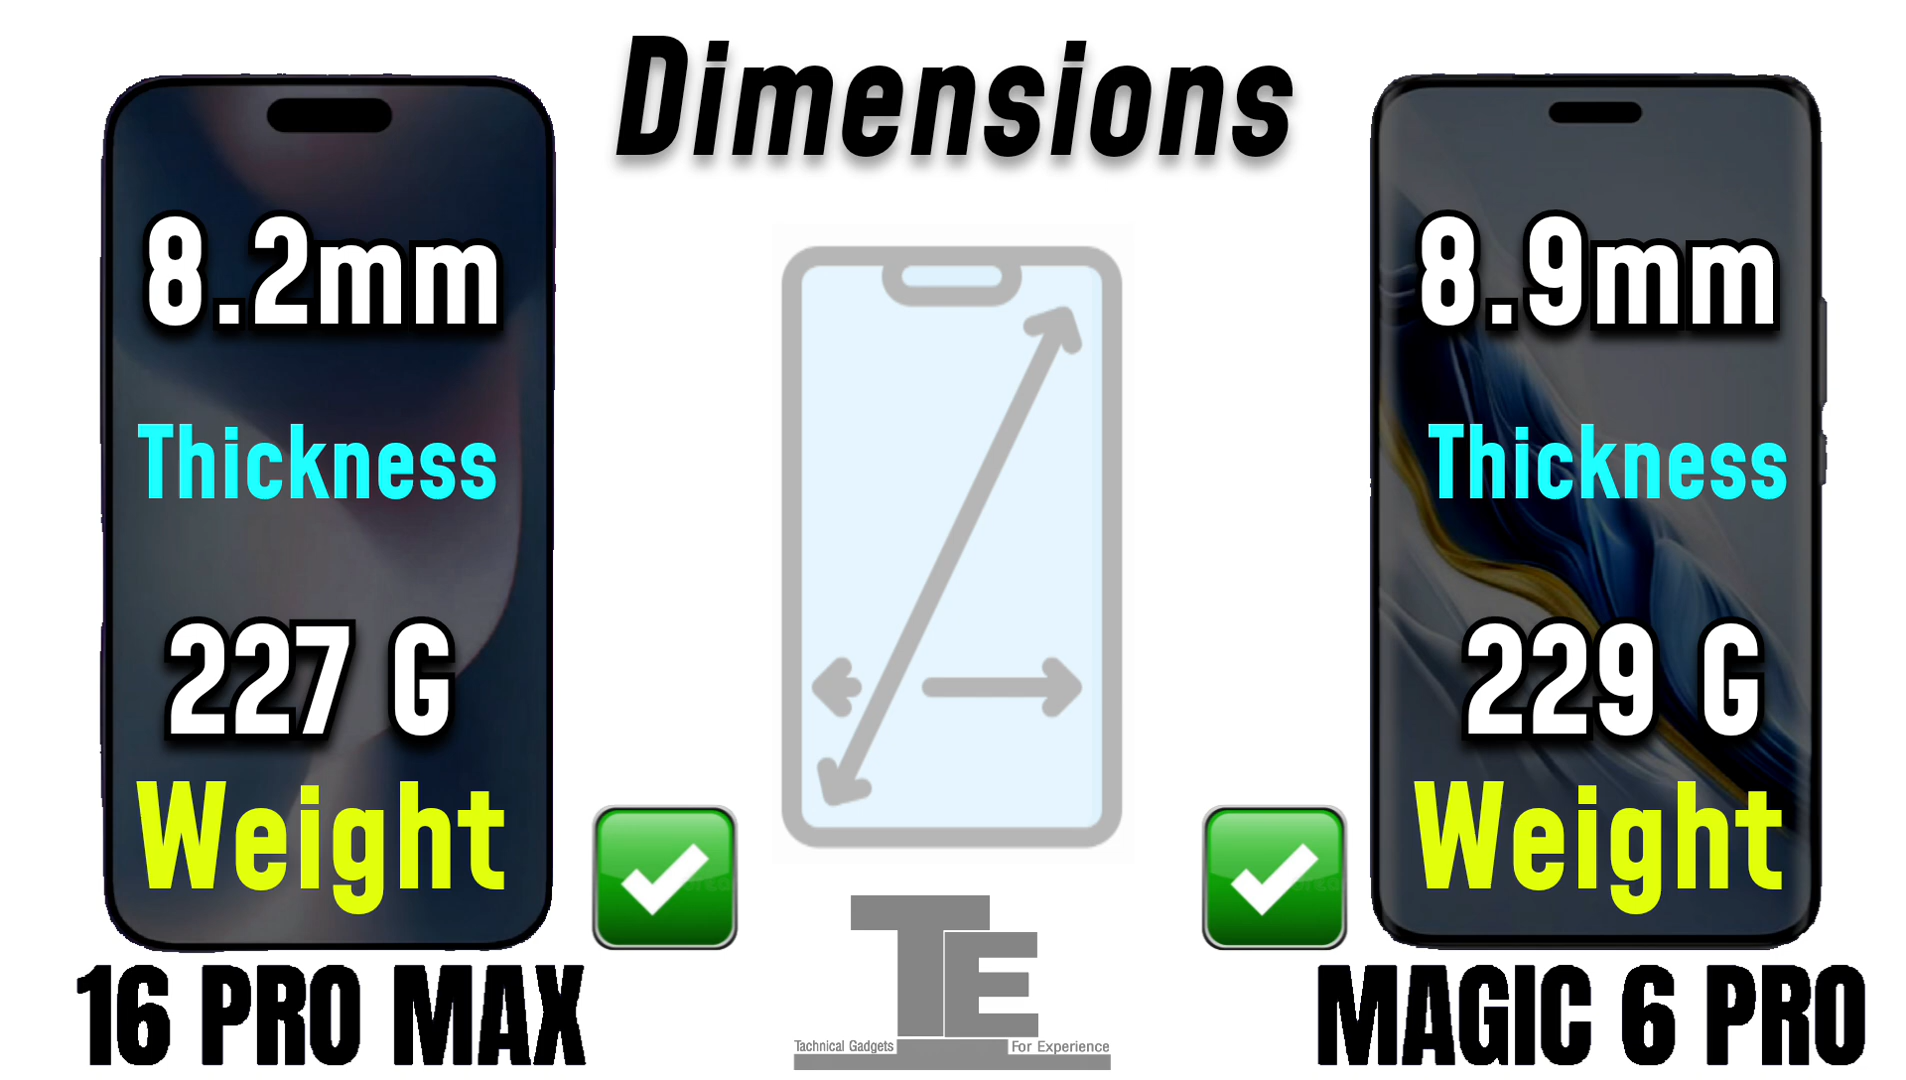 Dimensions
8.2mm
Thickness
227 G
Weight
16 PRO MAX
8.9mm
Thickness
229 G
Weight
MAGIC 6 PRO
TE
Tachnical Gadgets For Experience